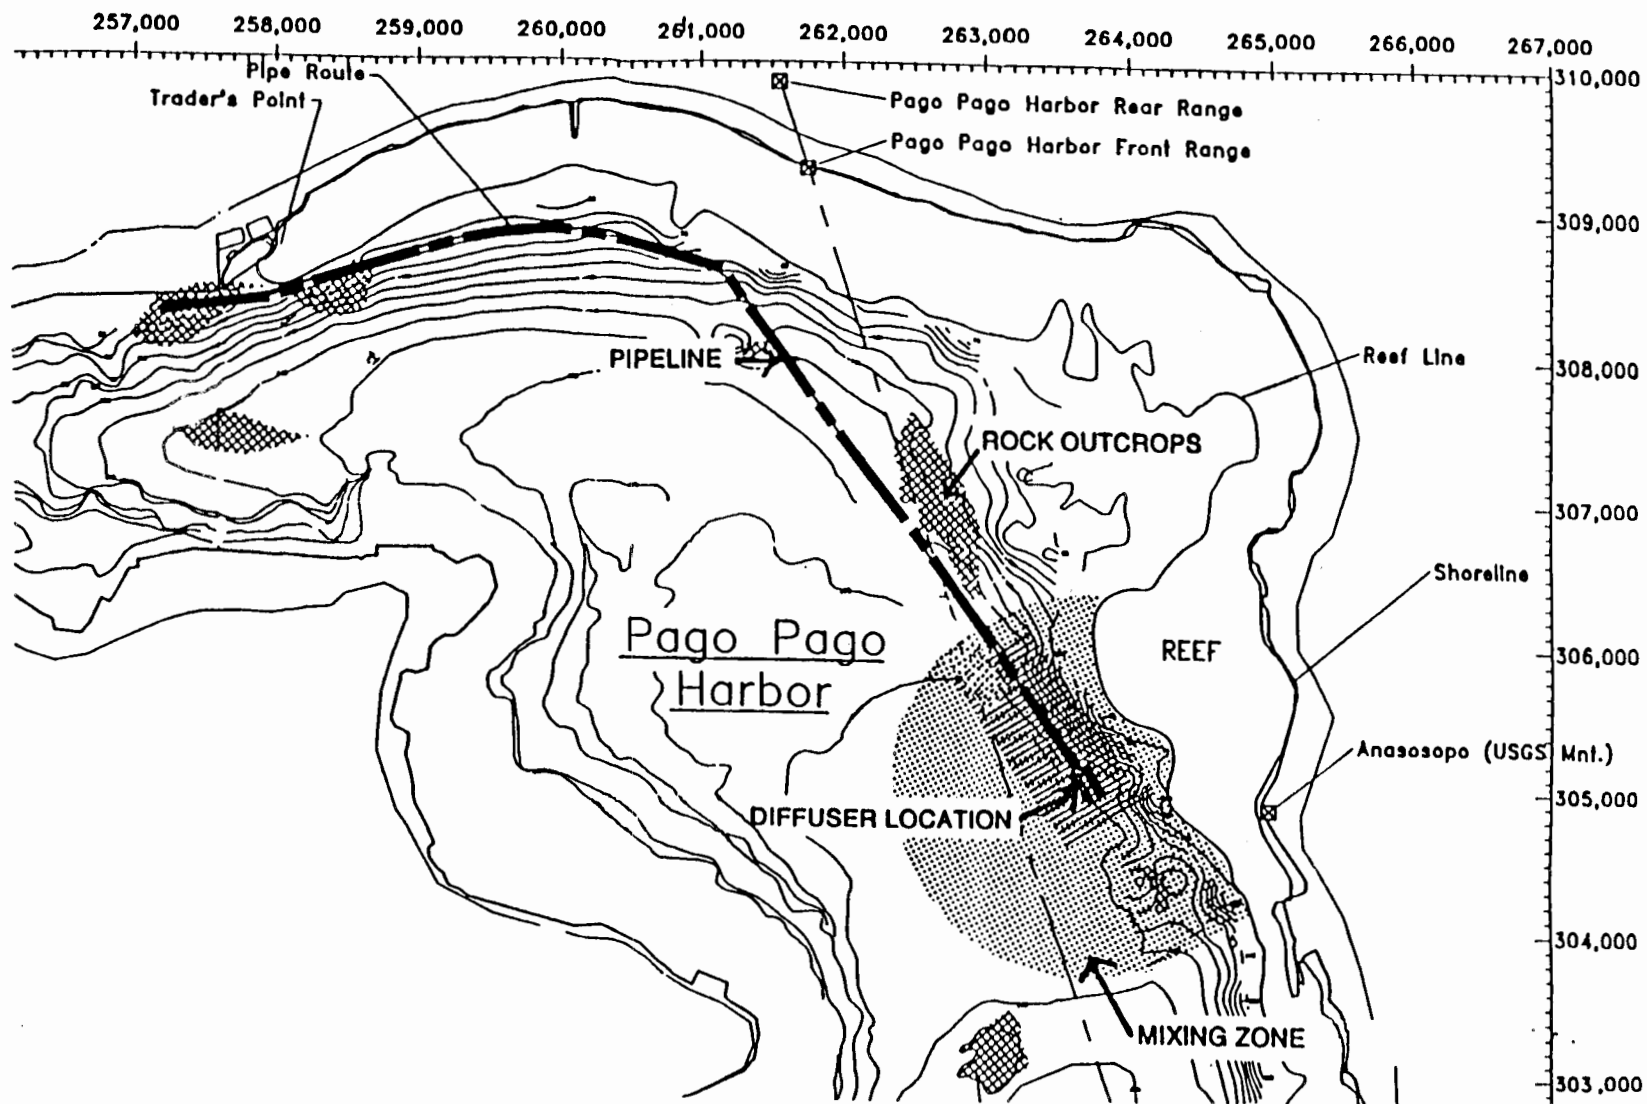 257,000 258,000 259,000 260,000 261,000 262,000 263,000 264,000 265,000 266,000 267,000
Pipe Route
Trader's Point
Pago Pago Harbor Rear Range
Pago Pago Harbor Front Range
310,000
309,000
308,000
307,000
306,000
305,000
304,000
303,000
PIPELINE
Reef Line
ROCK OUTCROPS
Shoreline
Pago Pago
Harbor
REEF
Anasosopo (USGS Mnt.)
DIFFUSER LOCATION
MIXING ZONE